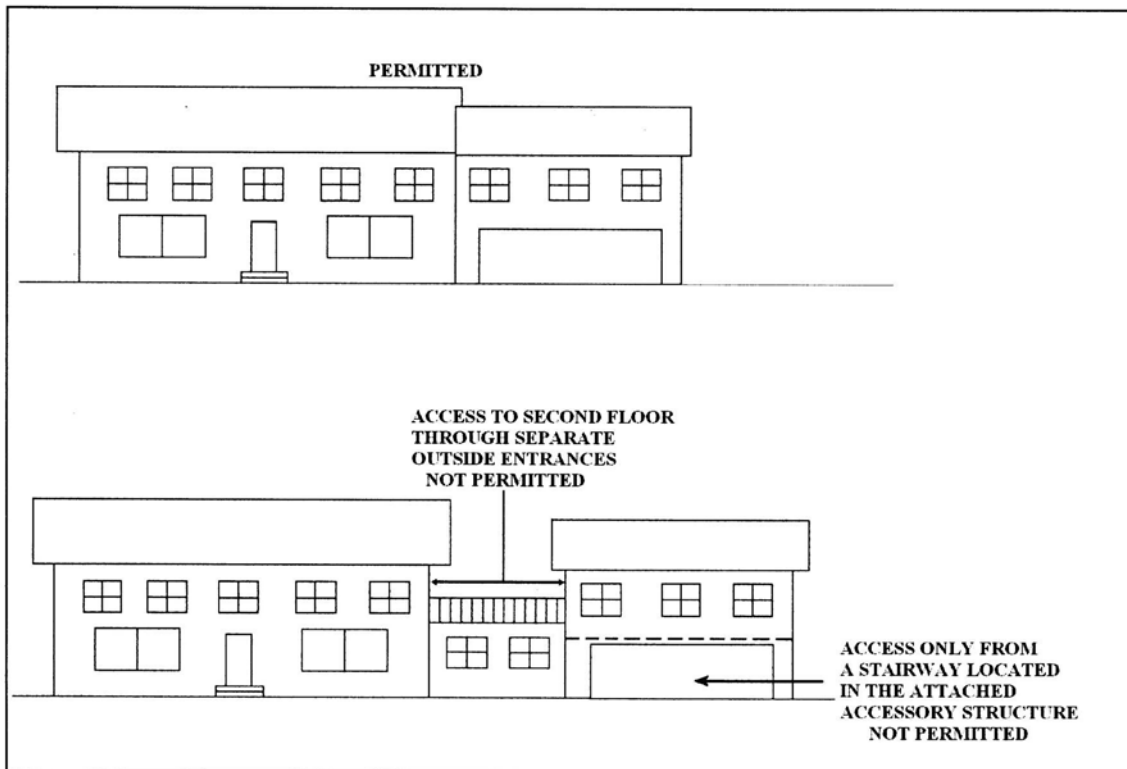 PERMITTED
ACCESS TO SECOND FLOOR
THROUGH SEPARATE
OUTSIDE ENTRANCES
NOT PERMITTED
ACCESS ONLY FROM
A STAIRWAY LOCATED
IN THE ATTACHED
ACCESSORY STRUCTURE
NOT PERMITTED